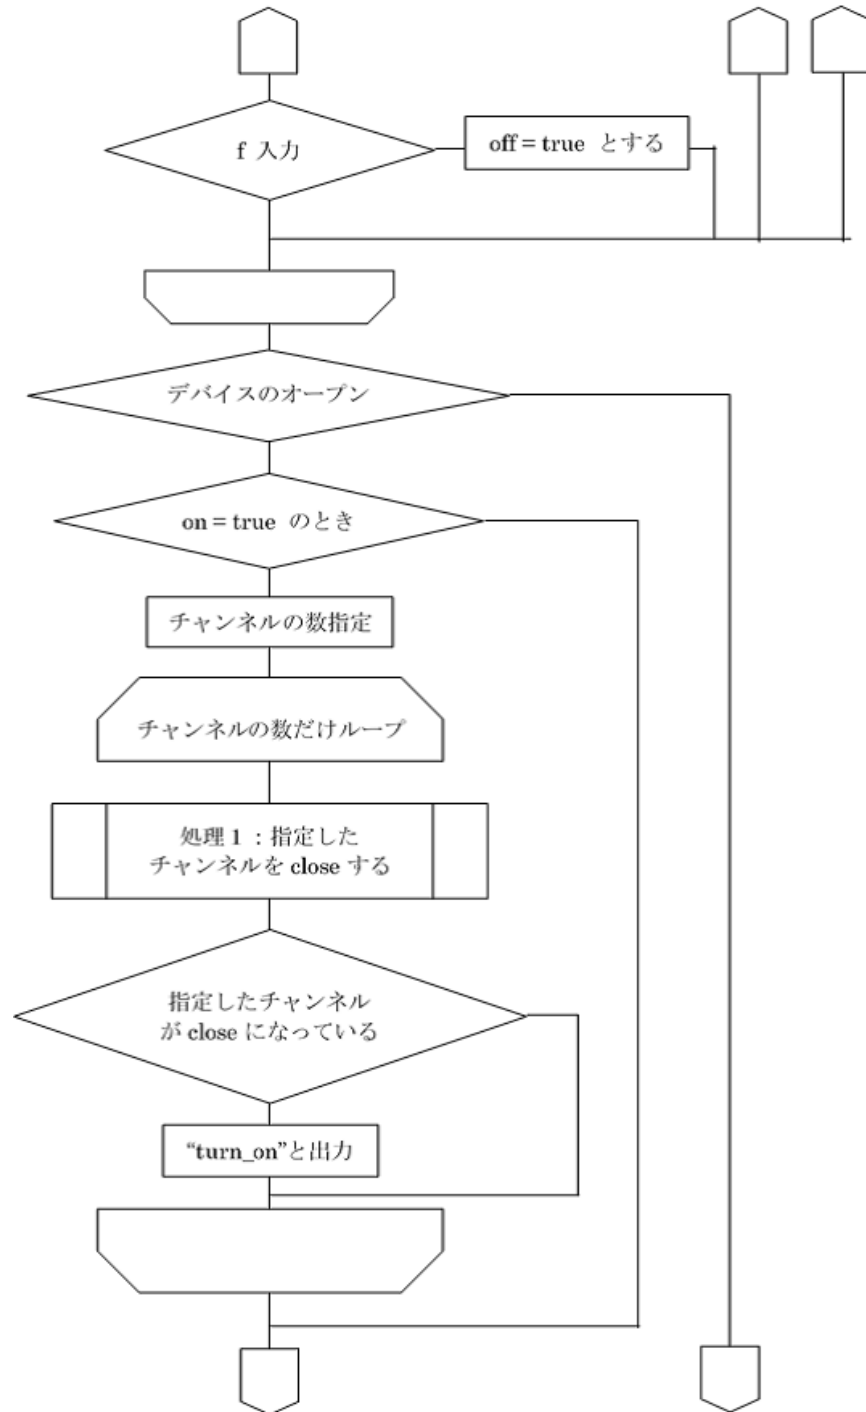 f 入力
off = true とする
デバイスのオープン
on = true のとき
チャンネルの数指定
チャンネルの数だけループ
処理 1 : 指定した
チャンネルを close する
指定したチャンネル
が close になっている
“turn_on”と出力